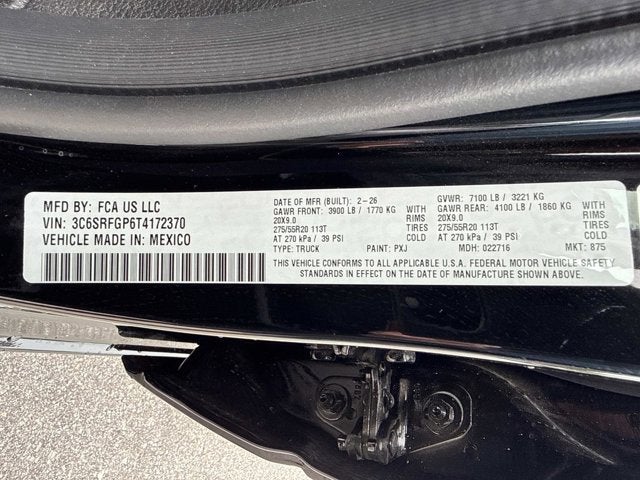 MFD BY: FCA US LLC
VIN: 3C6SRFGP6T4172370
VEHICLE MADE IN: MEXICO
DATE OF MFR (BUILT): 2-26 GVWR: 7100 LB / 3221 KG
GAWR FRONT: 3900 LB / 1770 KG GAWR REAR: 4100 LB / 1860 KG
20X9.0 20X9.0
275/55R20 113T TIRES 275/55R20 113T TIRES
AT 270 kPa / 39 PSI COLD AT 270 kPa / 39 PSI COLD
TYPE: TRUCK PAINT: PXJ MDH: 022716 MKT: 875
THIS VEHICLE CONFORMS TO ALL APPLICABLE U.S.A. FEDERAL MOTOR VEHICLE SAFETY
STANDARDS IN EFFECT ON THE DATE OF MANUFACTURE SHOWN ABOVE.